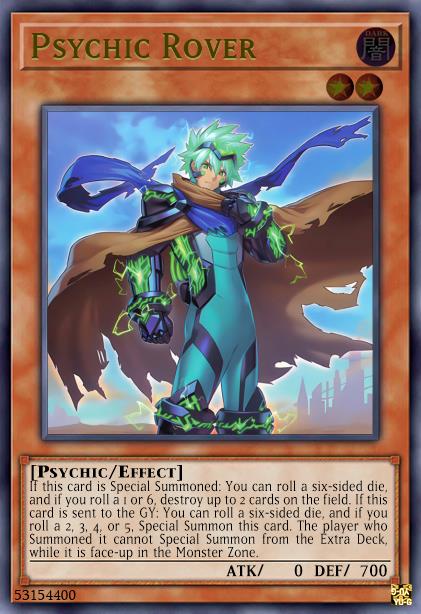 Psychic Rover
DARK
闇
[Psychic/Effect]
If this card is Special Summoned: You can roll a six-sided die,
and if you roll a 1 or 6, destroy up to 2 cards on the field. If this
card is sent to the GY: You can roll a six-sided die, and if you
roll a 2, 3, 4, or 5, Special Summon this card. The player who
Summoned it cannot Special Summon from the Extra Deck,
while it is face-up in the Monster Zone.
ATK/ 0 DEF/ 700
53154400